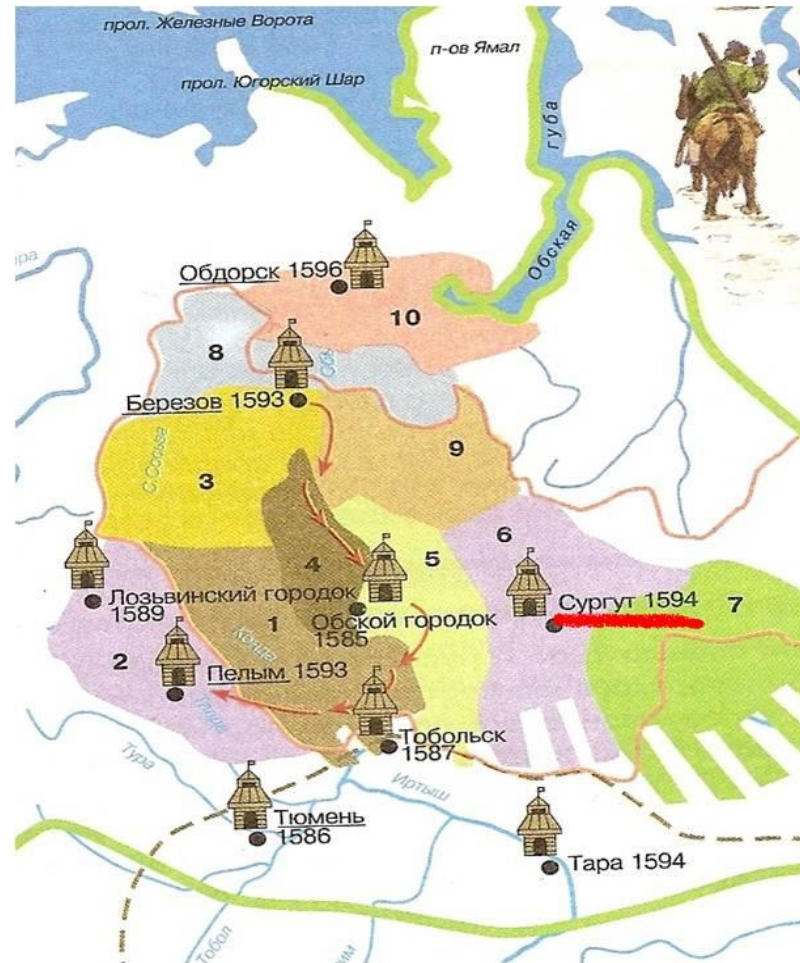 прол. Железные Ворота
п-ов Ямал
прол. Югорский Шар
губа
Обская
Обдорск 1596
10
8
Обь
Березов 1593
9
С.Сосьва
3
6
4
5
Лозьвинский городок
1589
Сургут 1594
7
1
Обской городок
1585
Конда
2
Пелым 1593
Тобольск
1587
Тура
Иртыш
Тюмень
1586
Тара 1594
Тобол